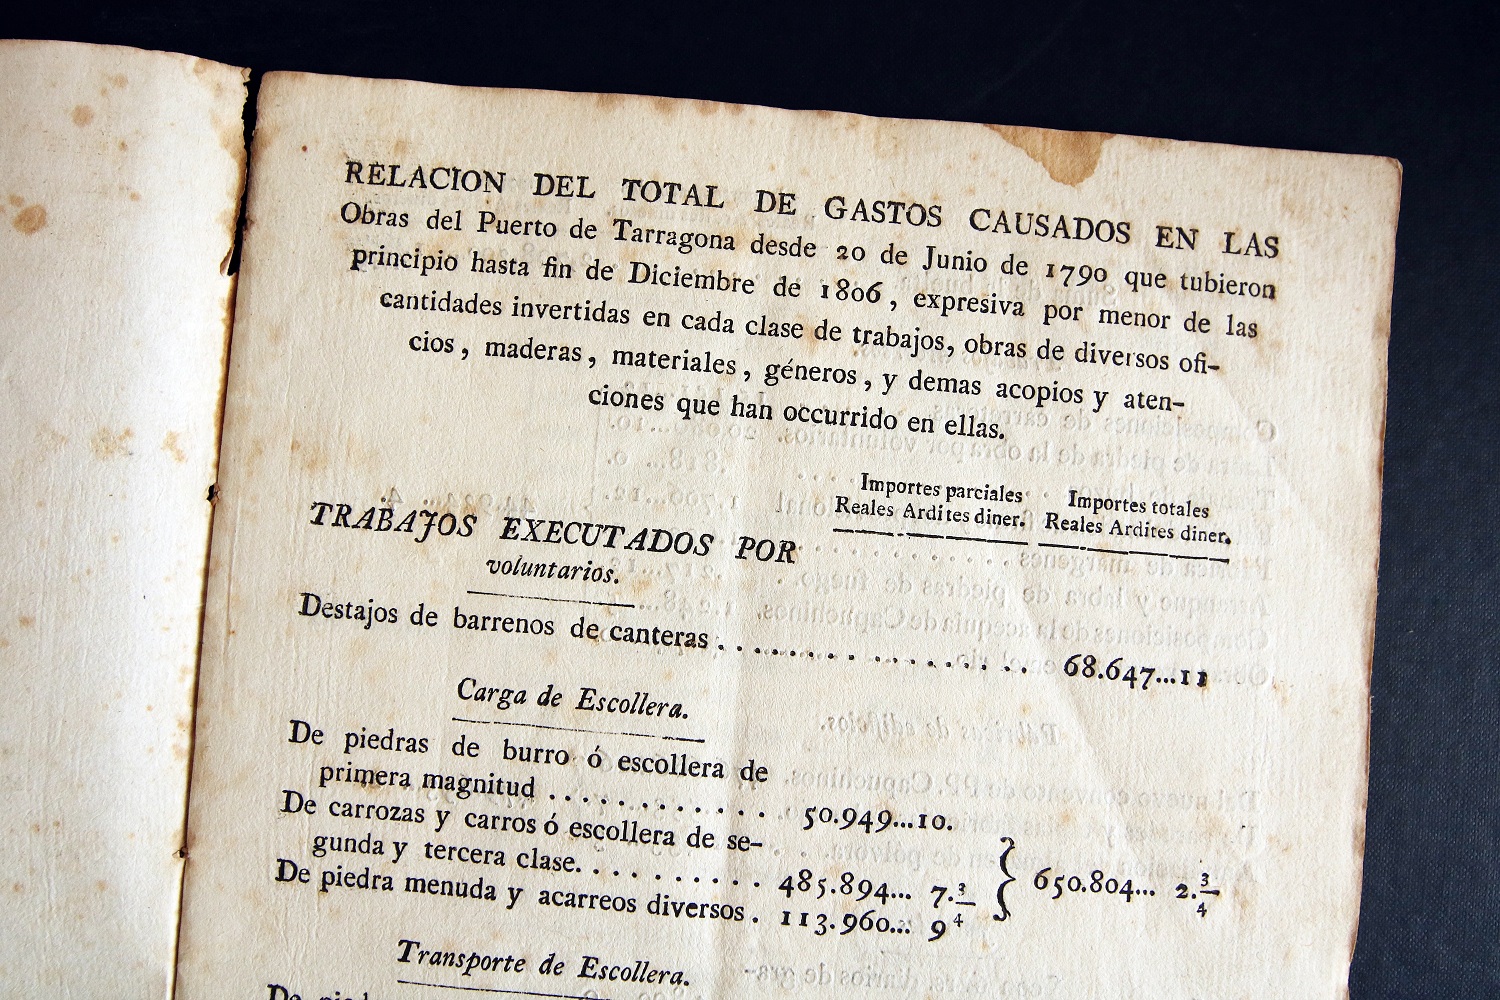 RELACION DEL TOTAL DE GASTOS CAUSADOS EN LAS
Obras del Puerto de Tarragona desde 20 de Junio de 1790 que tubieron
principio hasta fin de Diciembre de 1806, expresiva por menor de las
cantidades invertidas en cada clase de trabajos, obras de diversos ofi-
cios, maderas, materiales, géneros, y demas acopios y aten-
ciones que han occurrido en ellas.
Importes parciales Importes totales
Reales Ardites diner. Reales Ardites diner.
TRABAJOS EXECUTADOS POR
voluntarios.
Destajos de barrenos de canteras . . . . . . . . . . . . . . . . . . 68.647...11
Carga de Escollera.
De piedras de burro ó escollera de
primera magnitud . . . . . . . . . . . . 50.949...10.
De carrozas y carros ó escollera de se-
gunda y tercera clase. . . . . . . . . . 485.894... 7.3/4 } 650.804... 2.3/4
De piedra menuda y acarreos diversos . 113.960... 9
Transporte de Escollera.